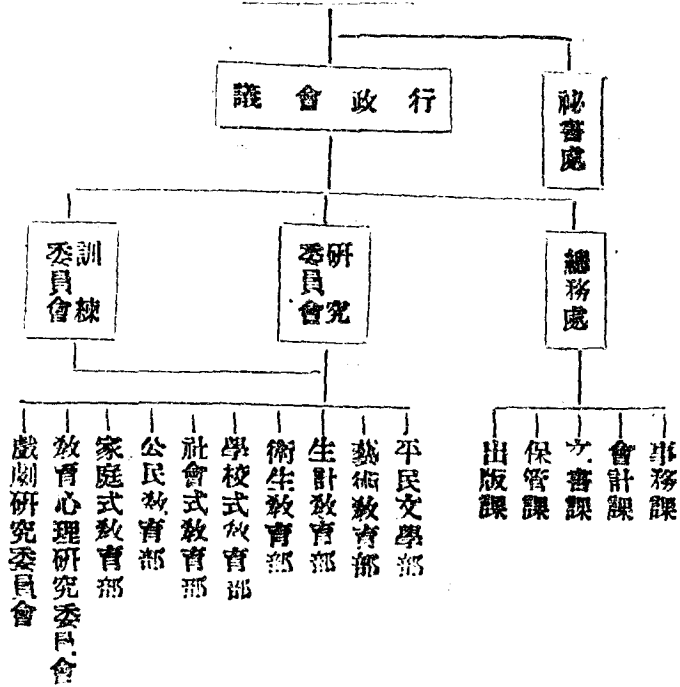 祕書處
行政會議
總務處
研究
委員會
訓練
委員會
事務課
會計課
文書課
保管課
出版課
平民文學部
藝術教育部
生計教育部
衛生教育部
學校式教育部
社會式教育部
公民教育部
家庭式教育部
教育心理研究委員會
戲劇研究委員會